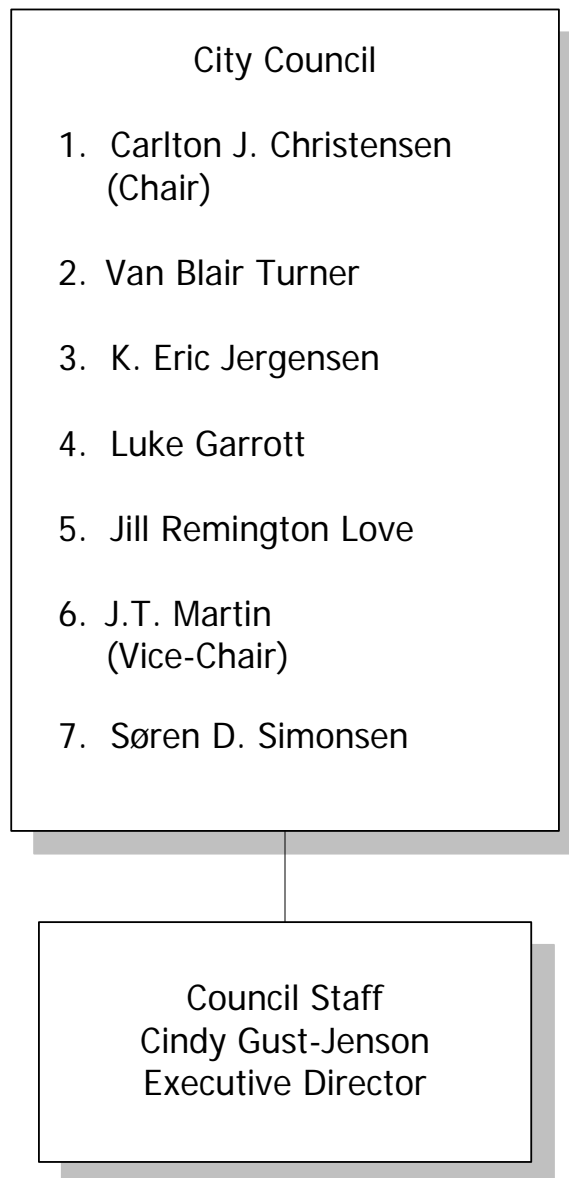 City Council
1. Carlton J. Christensen
(Chair)
2. Van Blair Turner
3. K. Eric Jergensen
4. Luke Garrott
5. Jill Remington Love
6. J.T. Martin
(Vice-Chair)
7. Søren D. Simonsen
Council Staff
Cindy Gust-Jenson
Executive Director